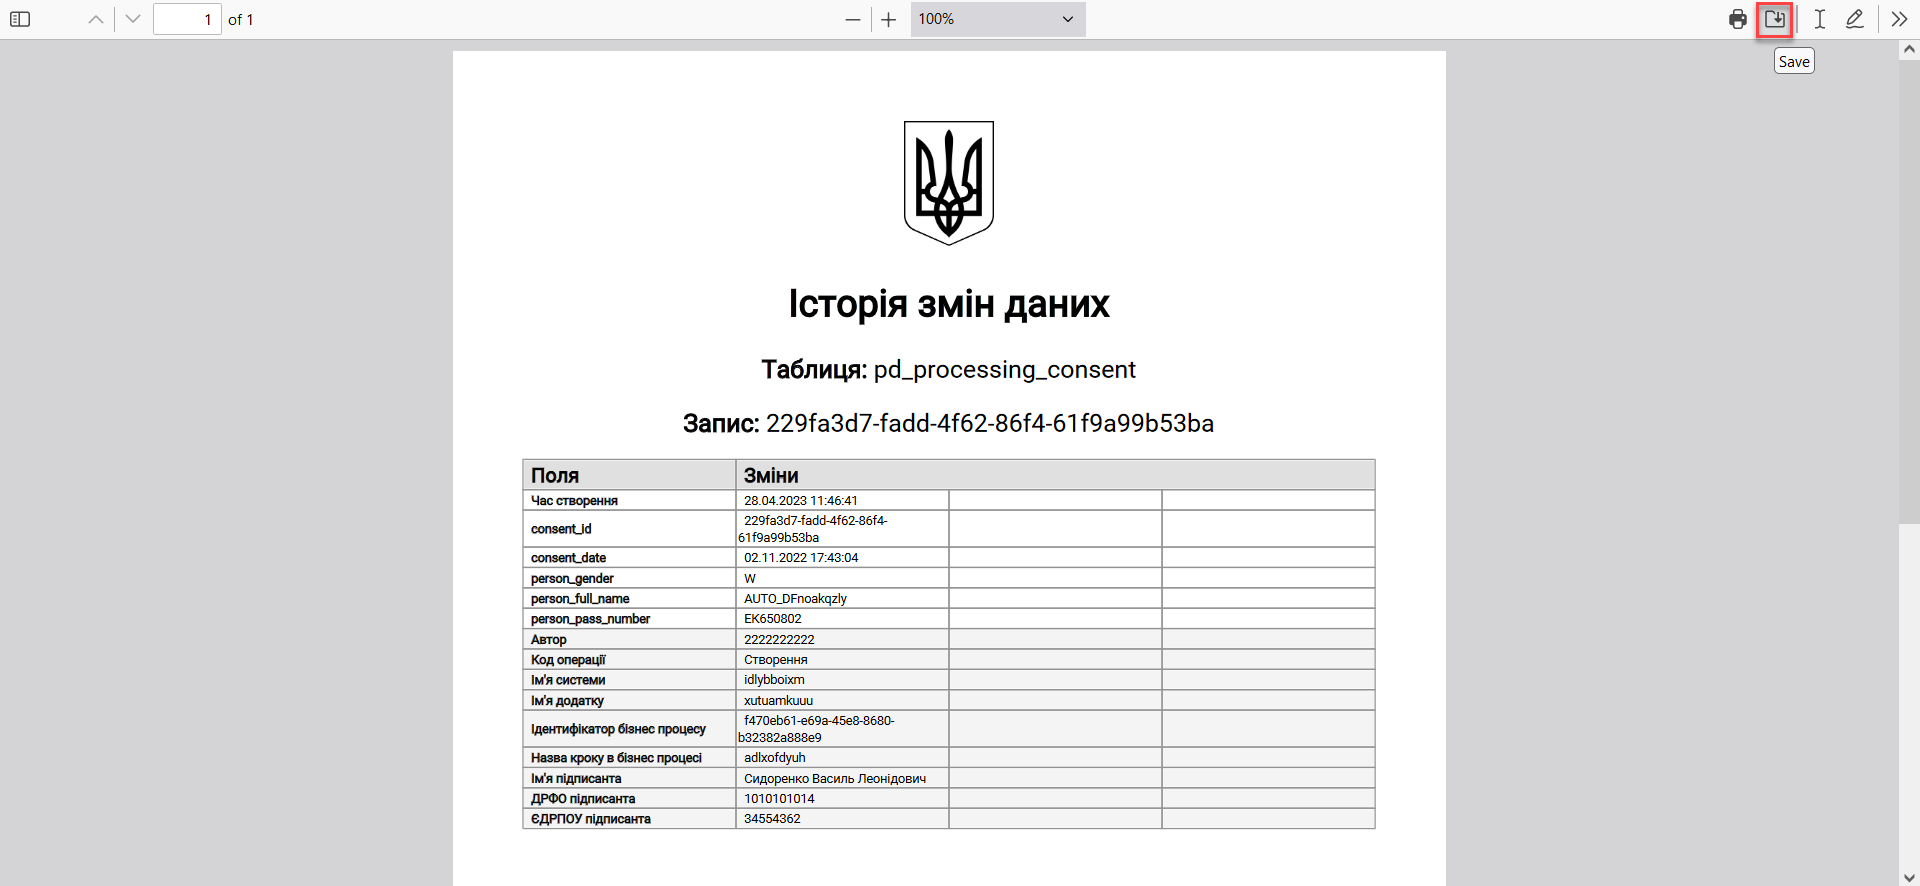 1 of 1 100%
Save
Історія змін даних
Таблиця: pd_processing_consent
Запис: 229fa3d7-fadd-4f62-86f4-61f9a99b53ba
Поля Зміни
Час створення 28.04.2023 11:46:41
consent_id 229fa3d7-fadd-4f62-86f4-
61f9a99b53ba
consent_date 02.11.2022 17:43:04
person_gender W
person_full_name AUTO_DFnoakqzly
person_pass_number EK650802
Автор 2222222222
Код операції Створення
Ім'я системи idlybboixm
Ім'я додатку xutuamkuuu
Ідентифікатор бізнес процесу f470eb61-e69a-45e8-8680-
b32382a888e9
Назва кроку в бізнес процесі adlxofdyuh
Ім'я підписанта Сидоренко Василь Леонідович
ДРФО підписанта 1010101014
ЄДРПОУ підписанта 34554362